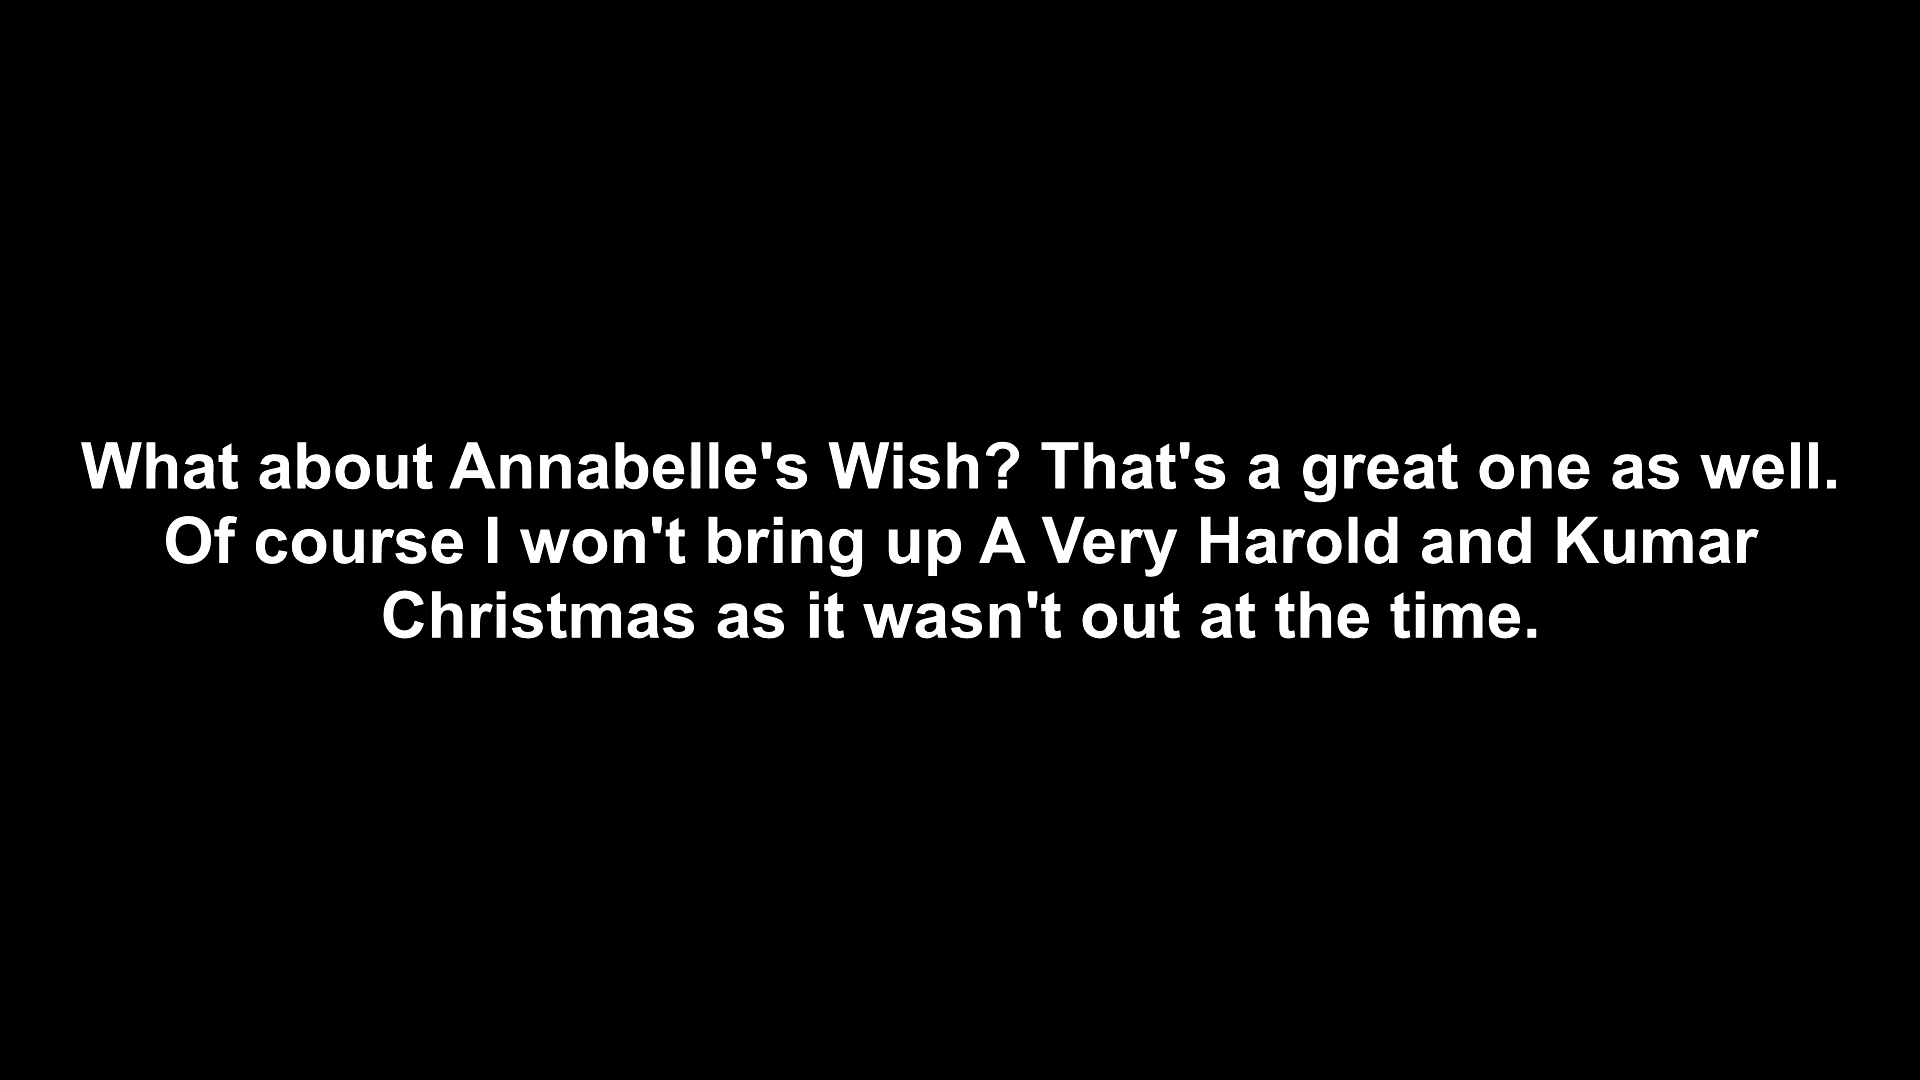 What about Annabelle's Wish? That's a great one as well.
Of course I won't bring up A Very Harold and Kumar
Christmas as it wasn't out at the time.